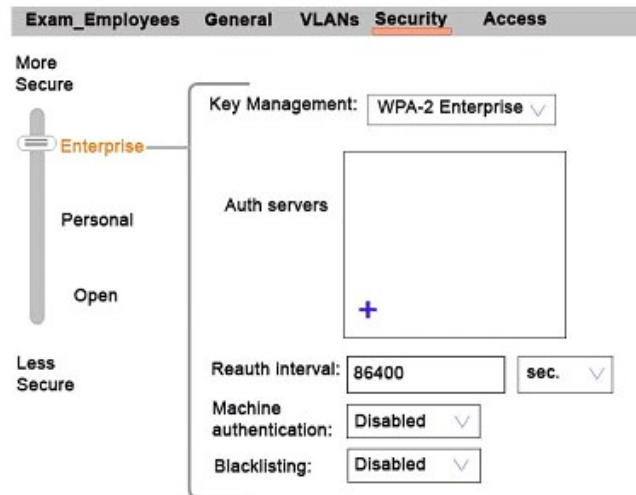 Exam_Employees General VLANs Security Access
More
Secure
Enterprise
Personal
Open
Less
Secure
Key Management: WPA-2 Enterprise
Auth servers
+
Reauth interval: 86400 sec.
Machine
authentication: Disabled
Blacklisting: Disabled